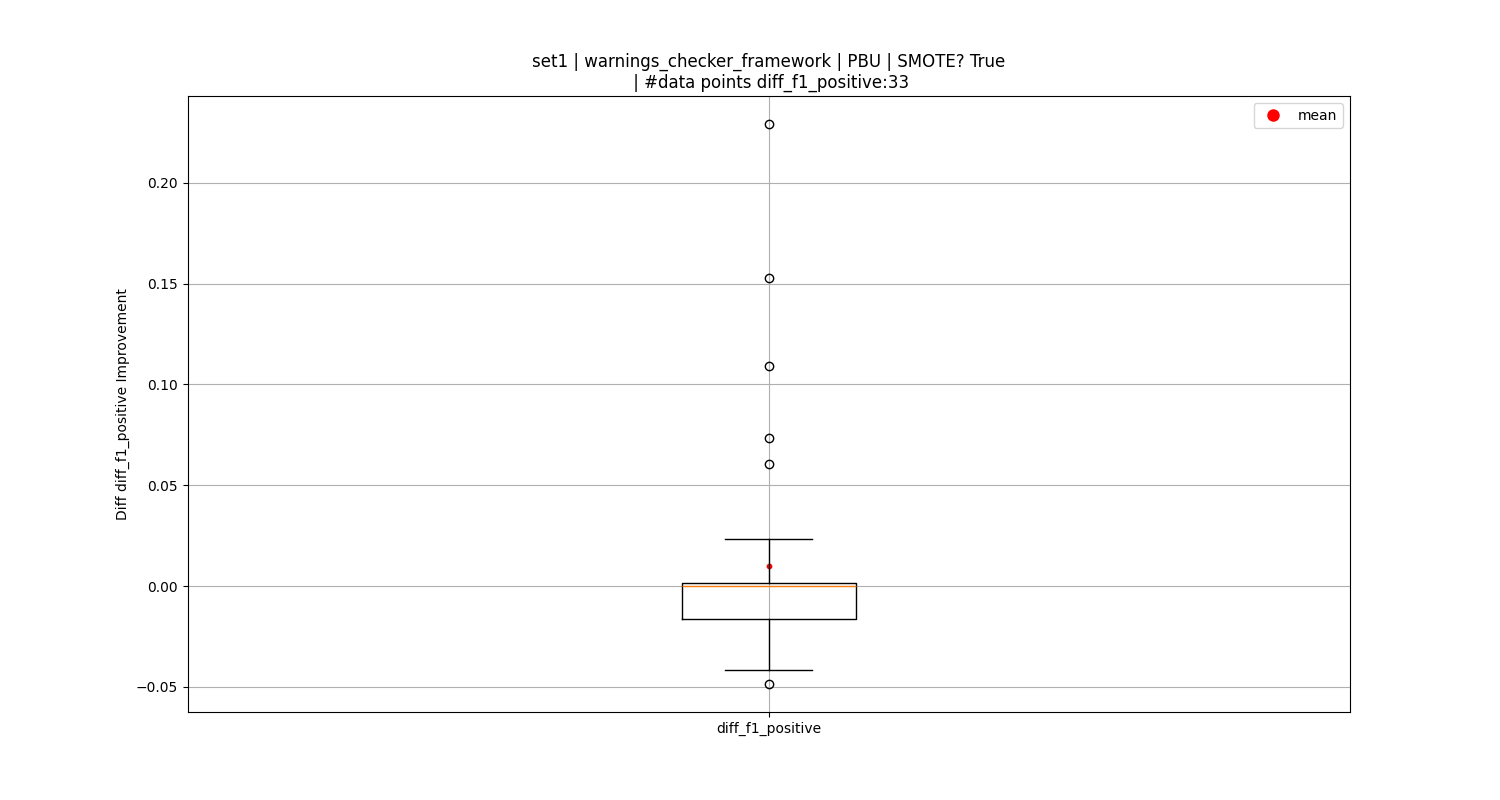 set1 | warnings_checker_framework | PBU | SMOTE? True
| #data points diff_f1_positive:33
mean
0.20
0.15
0.10
0.05
0.00
−0.05
Diff diff_f1_positive Improvement
diff_f1_positive